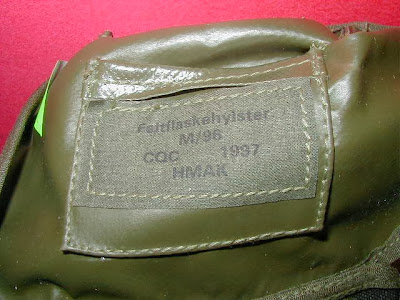 Feltflaskehylster
M/96
CQC 1997
HMAK